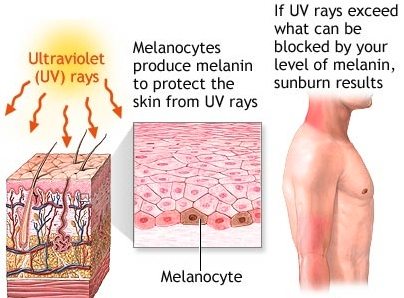 Ultraviolet
(UV) rays
Melanocytes
produce melanin
to protect the
skin from UV rays
If UV rays exceed
what can be
blocked by your
level of melanin,
sunburn results
Melanocyte